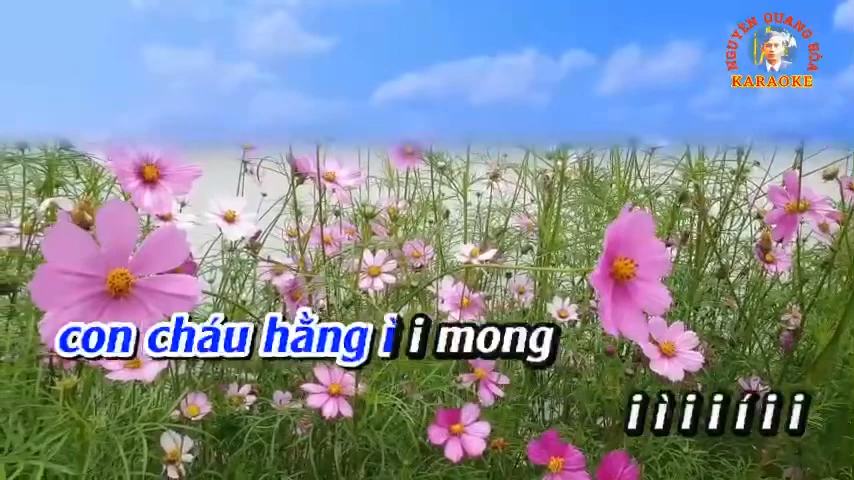 NGUYỄN QUANG HÒA
KARAOKE
con cháu hằng ì i mong
i ì i i í i i